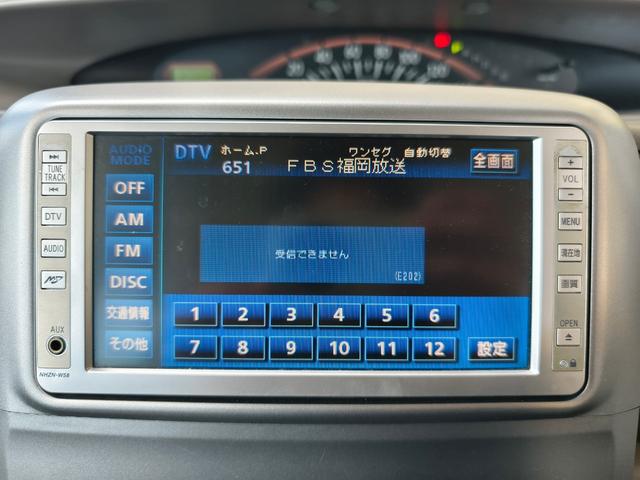 AUDIO MODE
DTV ホーム.P ワンセグ 自動切替 全画面
651 FBS福岡放送
OFF
AM
FM
DISC
交通情報
その他
受信できません
(E202)
1 2 3 4 5 6
7 8 9 10 11 12 設定
TUNE TRACK
DTV
AUDIO
AUX
NHZN-W58
+
VOL
−
MENU
現在地
画質
OPEN